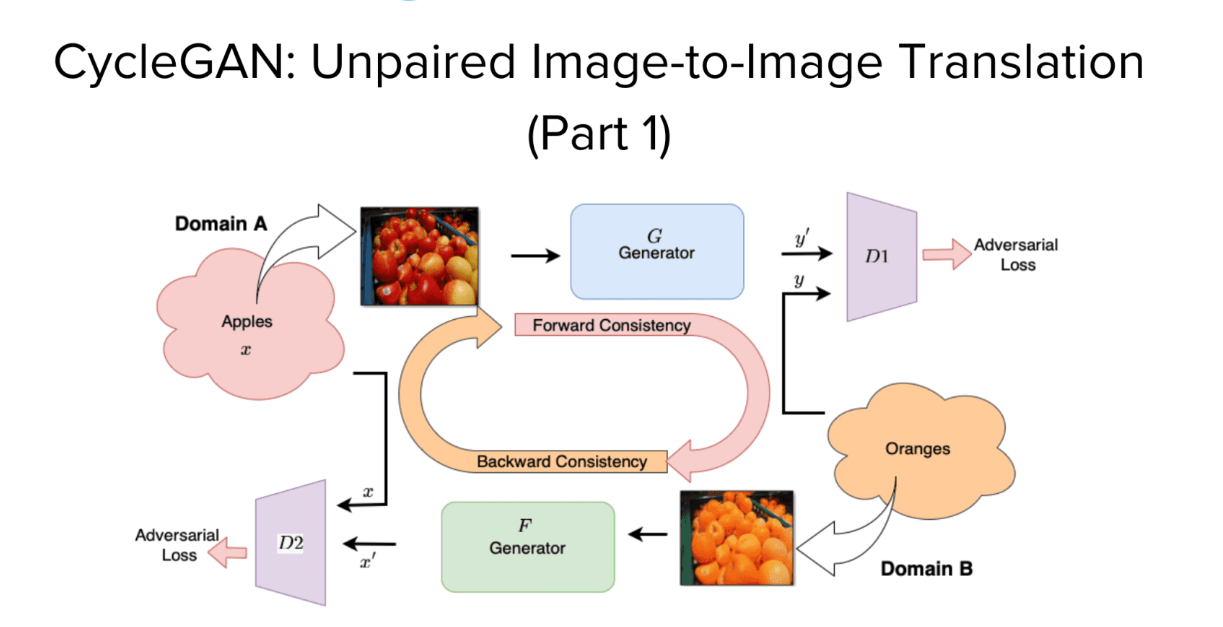 CycleGAN: Unpaired Image-to-Image Translation
(Part 1)
Domain A
Apples
x
G
Generator
y′
y
D1
Adversarial
Loss
Forward Consistency
Backward Consistency
Oranges
Domain B
F
Generator
x
x′
D2
Adversarial
Loss